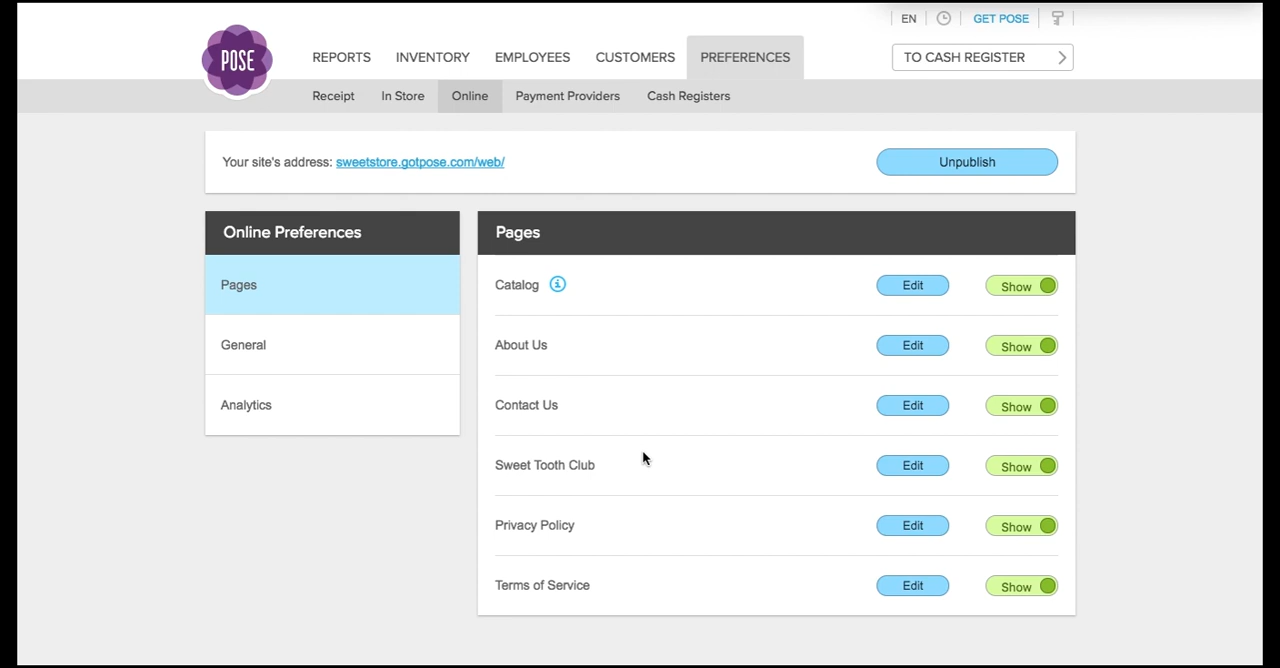 EN
GET POSE
POSE
REPORTS INVENTORY EMPLOYEES CUSTOMERS PREFERENCES
TO CASH REGISTER
Receipt In Store Online Payment Providers Cash Registers
Your site's address: sweetstore.gotpose.com/web/
Unpublish
Online Preferences
Pages
General
Analytics
Pages
Catalog Edit Show
About Us Edit Show
Contact Us Edit Show
Sweet Tooth Club Edit Show
Privacy Policy Edit Show
Terms of Service Edit Show